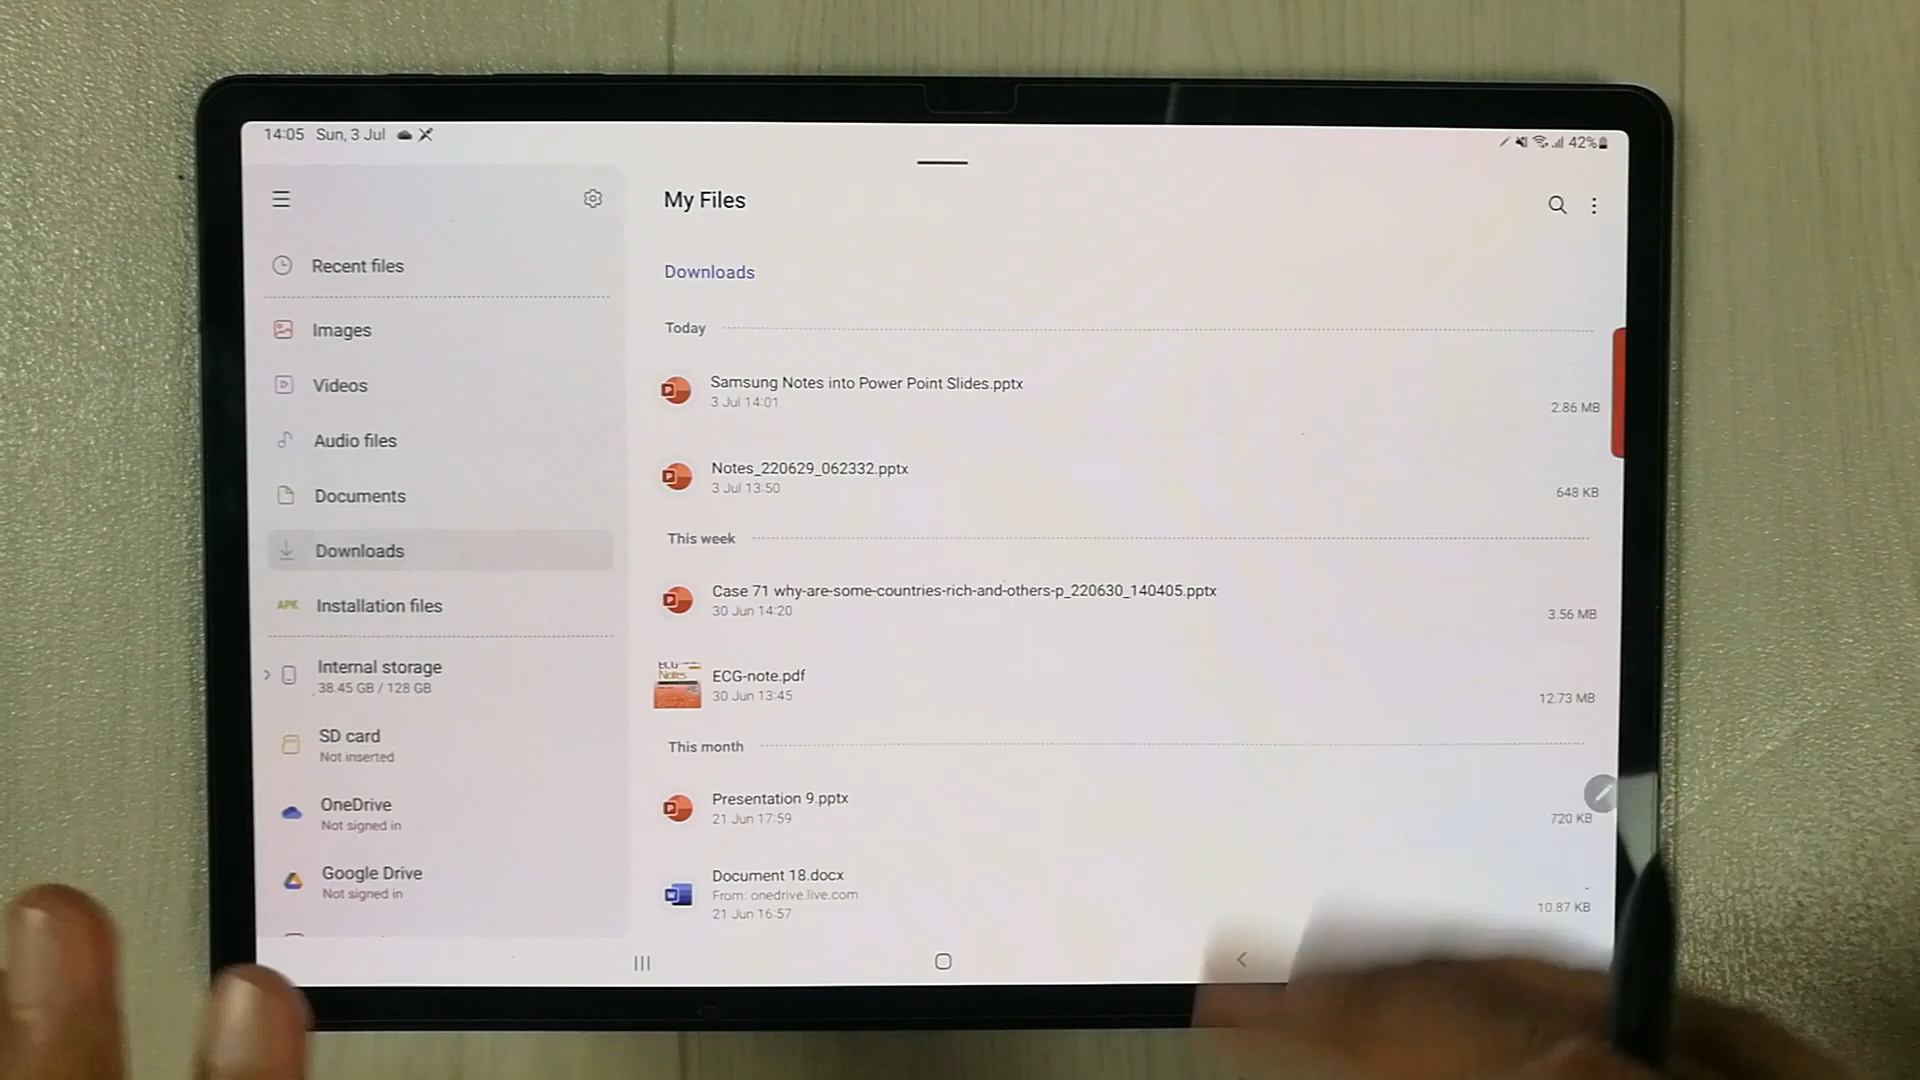 14:05 Sun, 3 Jul
42%
My Files
Recent files
Images
Videos
Audio files
Documents
Downloads
APK Installation files
Internal storage
38.45 GB / 128 GB
SD card
Not inserted
OneDrive
Not signed in
Google Drive
Not signed in
Downloads
Today
Samsung Notes into Power Point Slides.pptx
3 Jul 14:01
2.86 MB
Notes_220629_062332.pptx
3 Jul 13:50
648 KB
This week
Case 71 why-are-some-countries-rich-and-others-p_220630_140405.pptx
30 Jun 14:20
3.56 MB
Notes
ECG-note.pdf
30 Jun 13:45
12.73 MB
This month
Presentation 9.pptx
21 Jun 17:59
720 KB
Document 18.docx
From: onedrive.live.com
21 Jun 16:57
10.87 KB